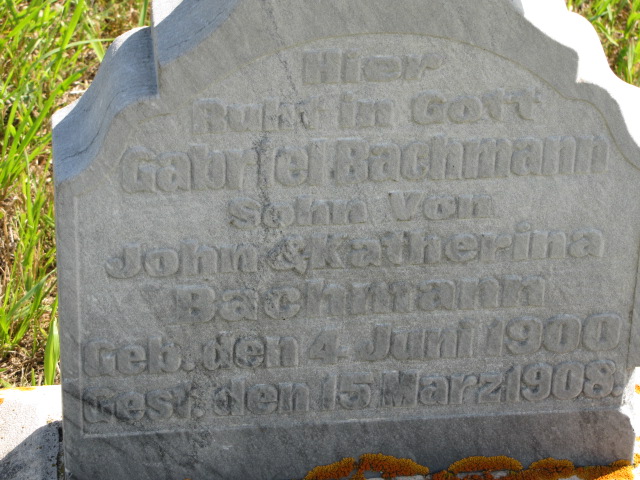 Hier
Ruht in Gott
Gabriel Bachmann
Sohn Von
John & Katherina
Bachmann
Geb. den 4. Juni 1900
Gest. den 15 Marz 1908.